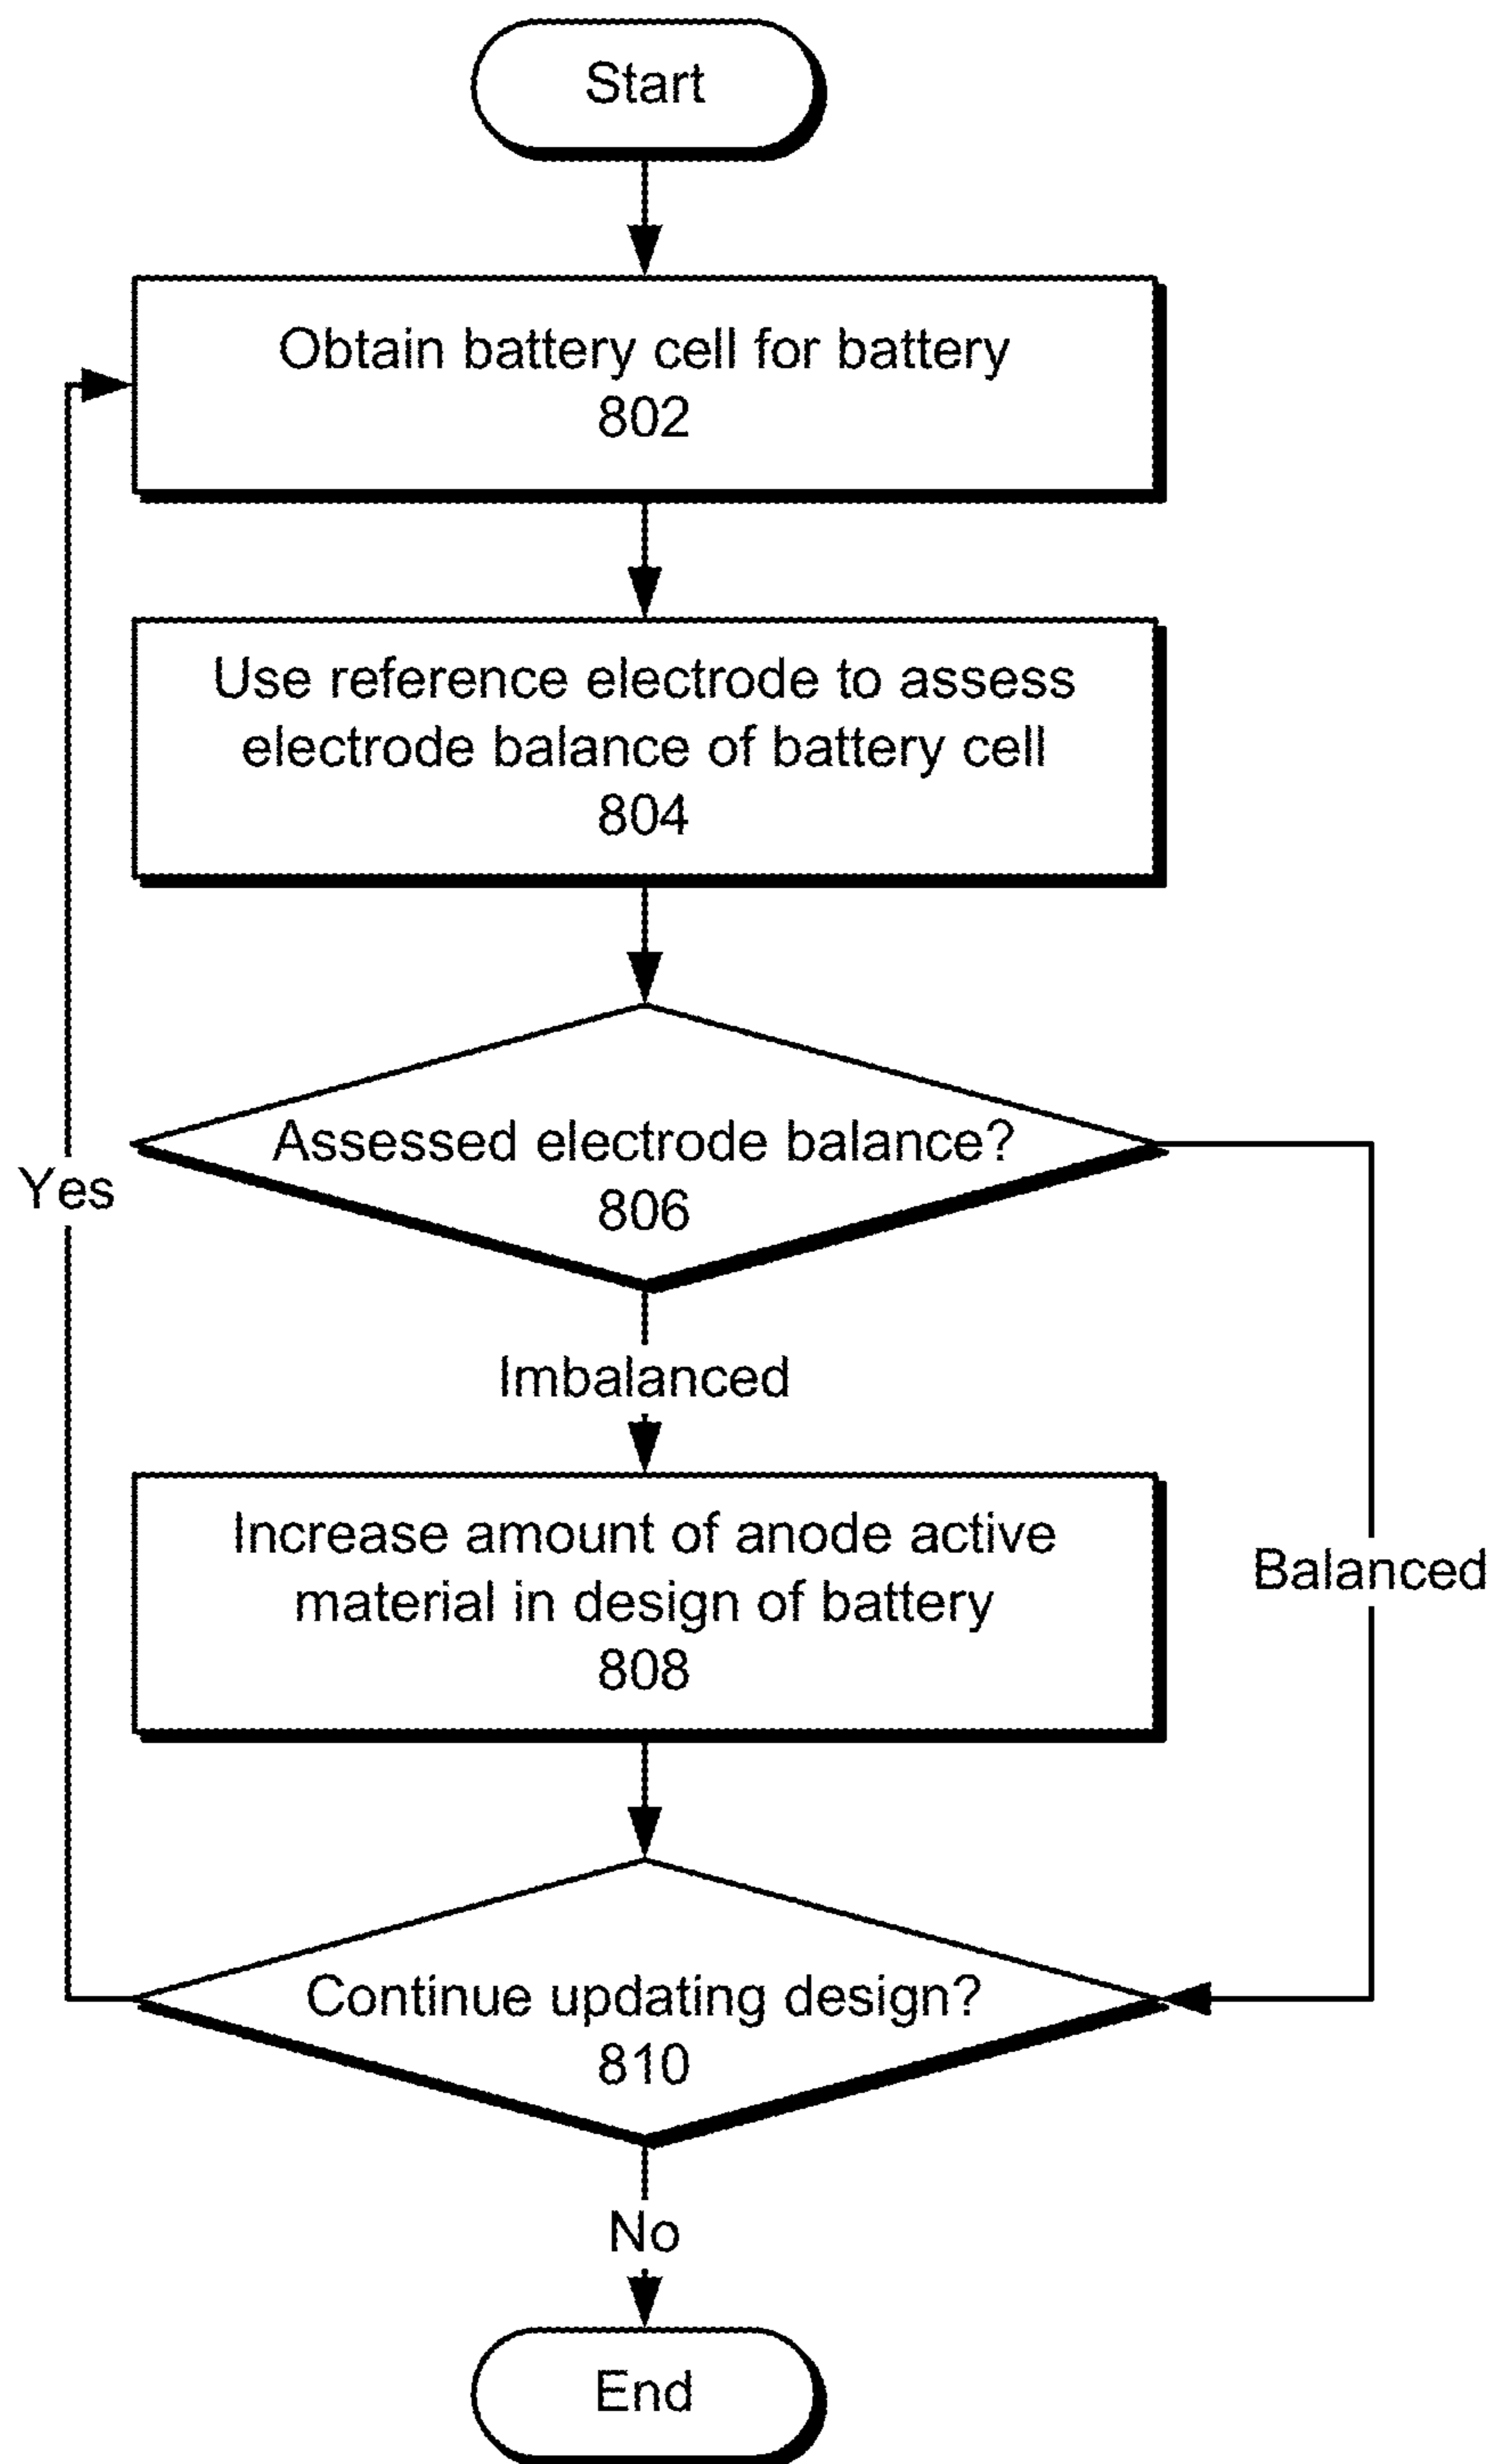 Start
Obtain battery cell for battery
802
Use reference electrode to assess
electrode balance of battery cell
804
Assessed electrode balance?
806
Yes
Imbalanced
Increase amount of anode active
material in design of battery
808
Balanced
Continue updating design?
810
No
End